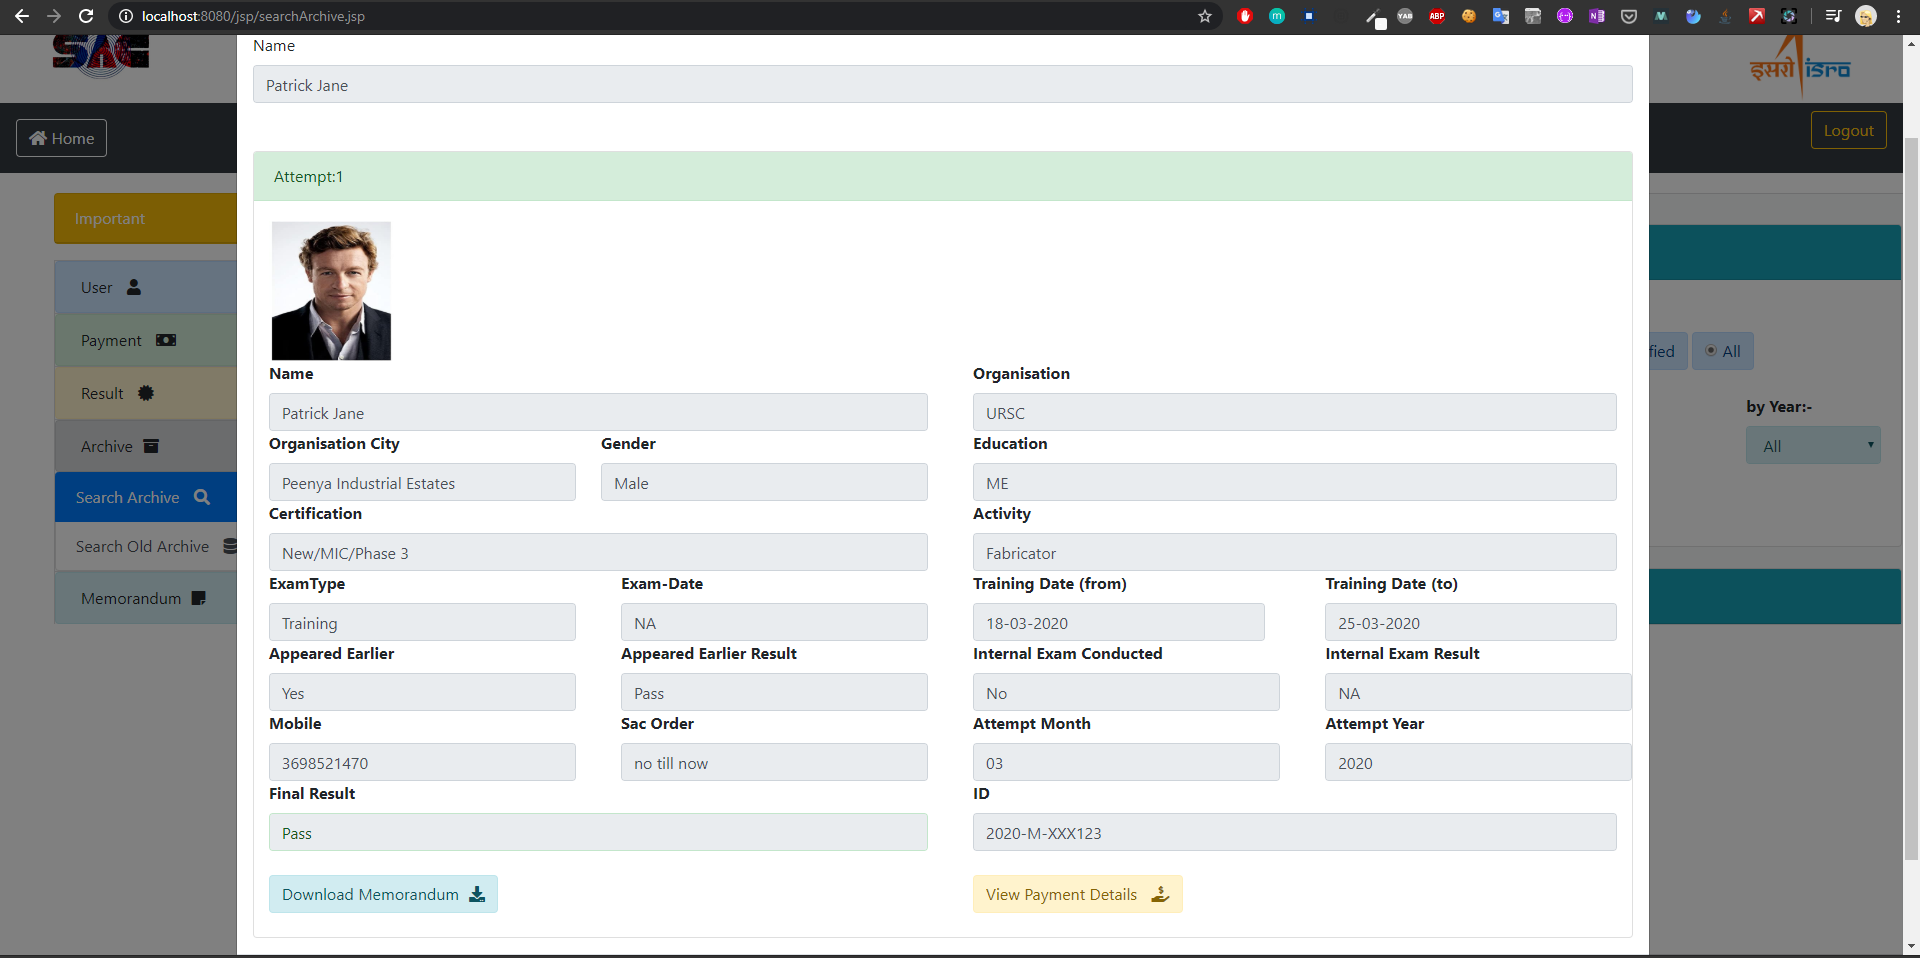 localhost:8080/jsp/searchArchive.jsp
SAC
इसरो isro
Home
Logout
Important
User
Payment
Result
Archive
Search Archive
Search Old Archive
Memorandum
Name
Patrick Jane
Attempt:1
Name
Organisation
Patrick Jane
URSC
Organisation City
Gender
Education
Peenya Industrial Estates
Male
ME
Certification
Activity
New/MIC/Phase 3
Fabricator
ExamType
Exam-Date
Training Date (from)
Training Date (to)
Training
NA
18-03-2020
25-03-2020
Appeared Earlier
Appeared Earlier Result
Internal Exam Conducted
Internal Exam Result
Yes
Pass
No
NA
Mobile
Sac Order
Attempt Month
Attempt Year
3698521470
no till now
03
2020
Final Result
ID
Pass
2020-M-XXX123
Download Memorandum
View Payment Details
fied
All
by Year:-
All